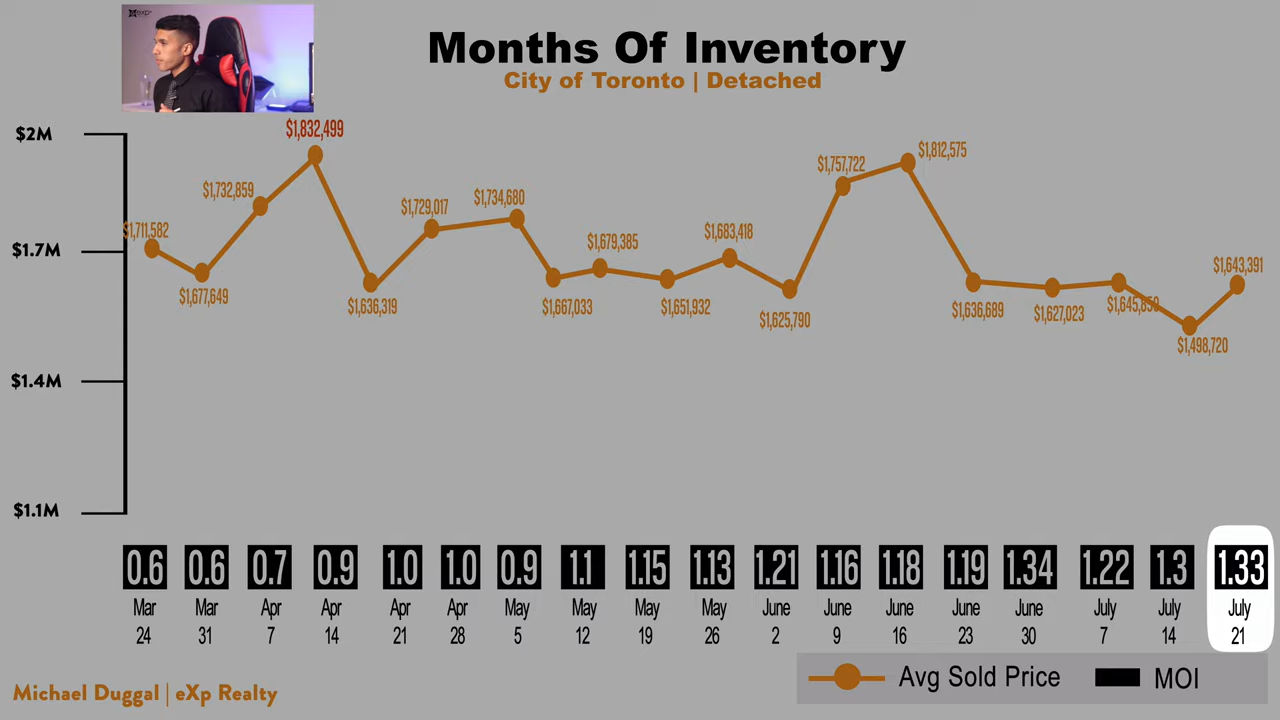 exp
Months Of Inventory
City of Toronto | Detached
$2M
$1.7M
$1.4M
$1.1M
$1,711,582
$1,677,649
$1,732,859
$1,832,499
$1,636,319
$1,729,017
$1,734,680
$1,667,033
$1,679,385
$1,651,932
$1,683,418
$1,625,790
$1,757,722
$1,812,575
$1,636,689
$1,627,023
$1,645,850
$1,498,720
$1,643,391
0.6 0.6 0.7 0.9 1.0 1.0 0.9 1.1 1.15 1.13 1.21 1.16 1.18 1.19 1.34 1.22 1.3 1.33
Mar Mar Apr Apr Apr Apr May May May May June June June June June July July July
24 31 7 14 21 28 5 12 19 26 2 9 16 23 30 7 14 21
Avg Sold Price MOI
Michael Duggal | eXp Realty